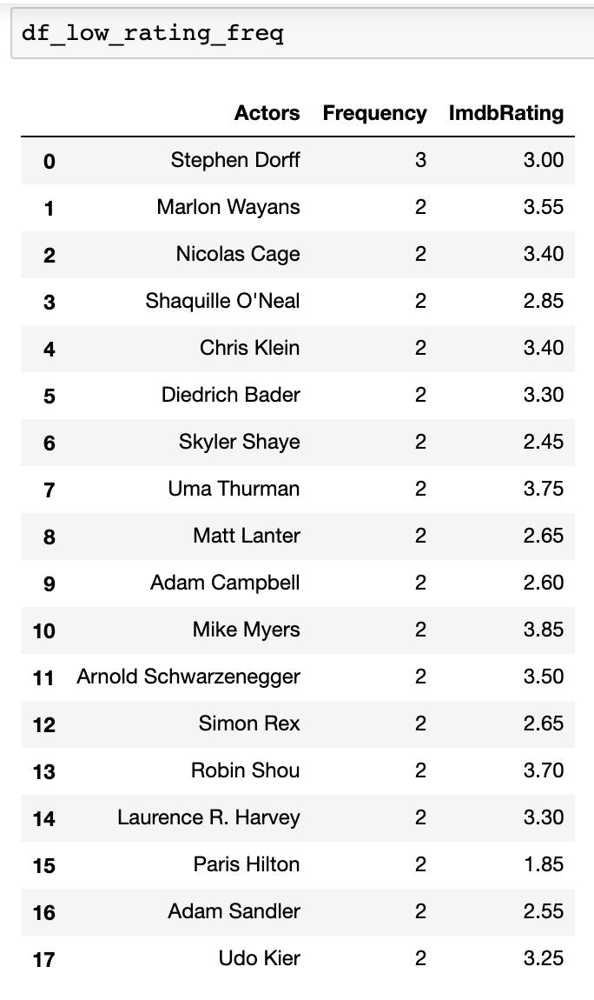 df_low_rating_freq
Actors Frequency ImdbRating
0 Stephen Dorff 3 3.00
1 Marlon Wayans 2 3.55
2 Nicolas Cage 2 3.40
3 Shaquille O'Neal 2 2.85
4 Chris Klein 2 3.40
5 Diedrich Bader 2 3.30
6 Skyler Shaye 2 2.45
7 Uma Thurman 2 3.75
8 Matt Lanter 2 2.65
9 Adam Campbell 2 2.60
10 Mike Myers 2 3.85
11 Arnold Schwarzenegger 2 3.50
12 Simon Rex 2 2.65
13 Robin Shou 2 3.70
14 Laurence R. Harvey 2 3.30
15 Paris Hilton 2 1.85
16 Adam Sandler 2 2.55
17 Udo Kier 2 3.25